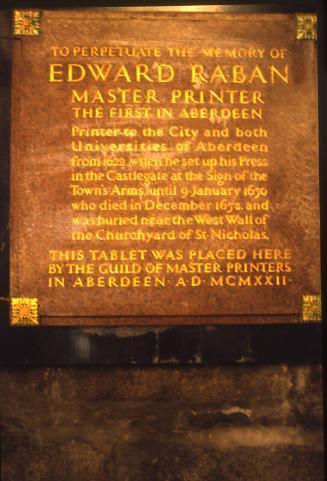 TO PERPETUATE THE MEMORY OF
EDWARD RABAN
MASTER PRINTER
THE FIRST IN ABERDEEN
Printer to the City and both
Universities of Aberdeen
from 1622, when he set up his Press
in the Castlegate at the Sign of the
Town's Arms, until 9 January 1650
who died in December 1658, and
was buried near the West Wall of
the Churchyard of St Nicholas.
THIS TABLET WAS PLACED HERE
BY THE GUILD OF MASTER PRINTERS
IN ABERDEEN · A·D· MCMXXII ·